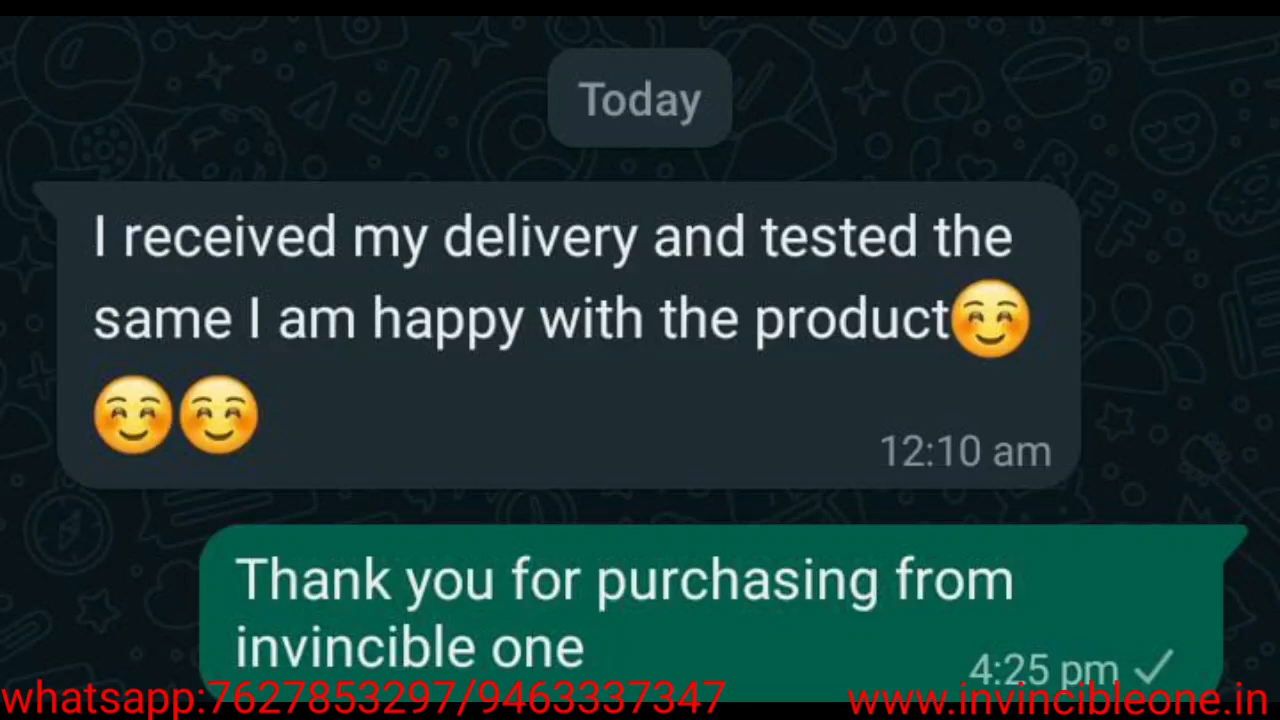 Today
I received my delivery and tested the
same I am happy with the product😊
😊😊
12:10 am
Thank you for purchasing from
invincible one
4:25 pm ✓
whatsapp:7627853297/9463337347 www.invincibleone.in